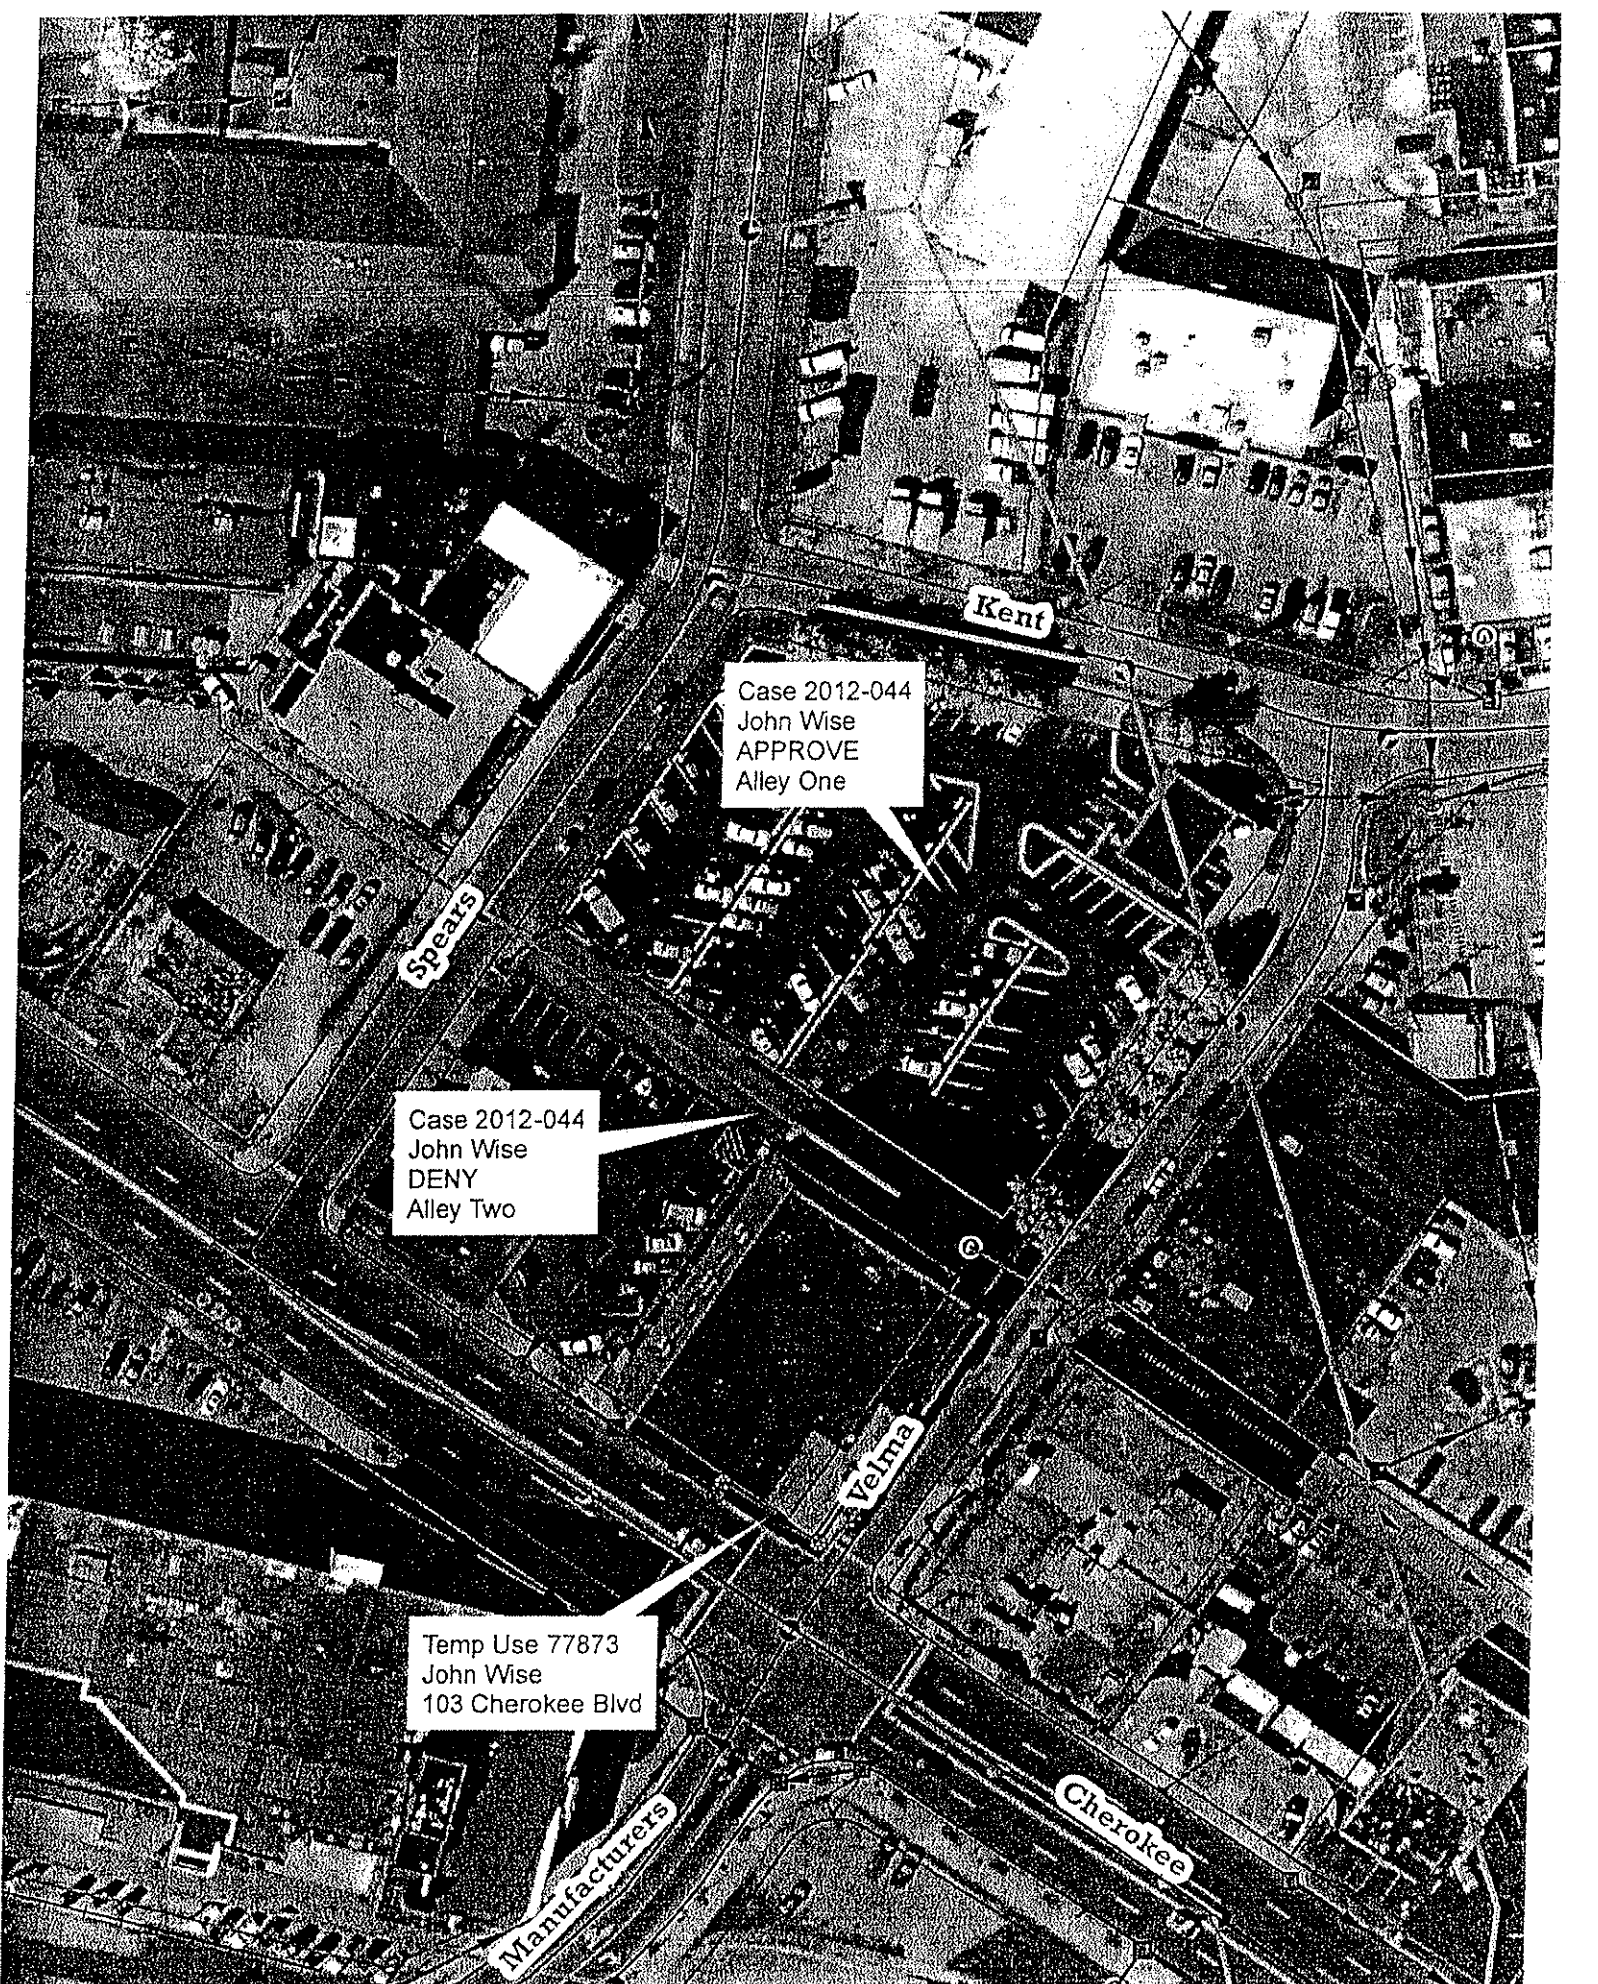 Kent
Case 2012-044
John Wise
APPROVE
Alley One
Spears
Case 2012-044
John Wise
DENY
Alley Two
Velma
Temp Use 77873
John Wise
103 Cherokee Blvd
Cherokee
Manufacturers